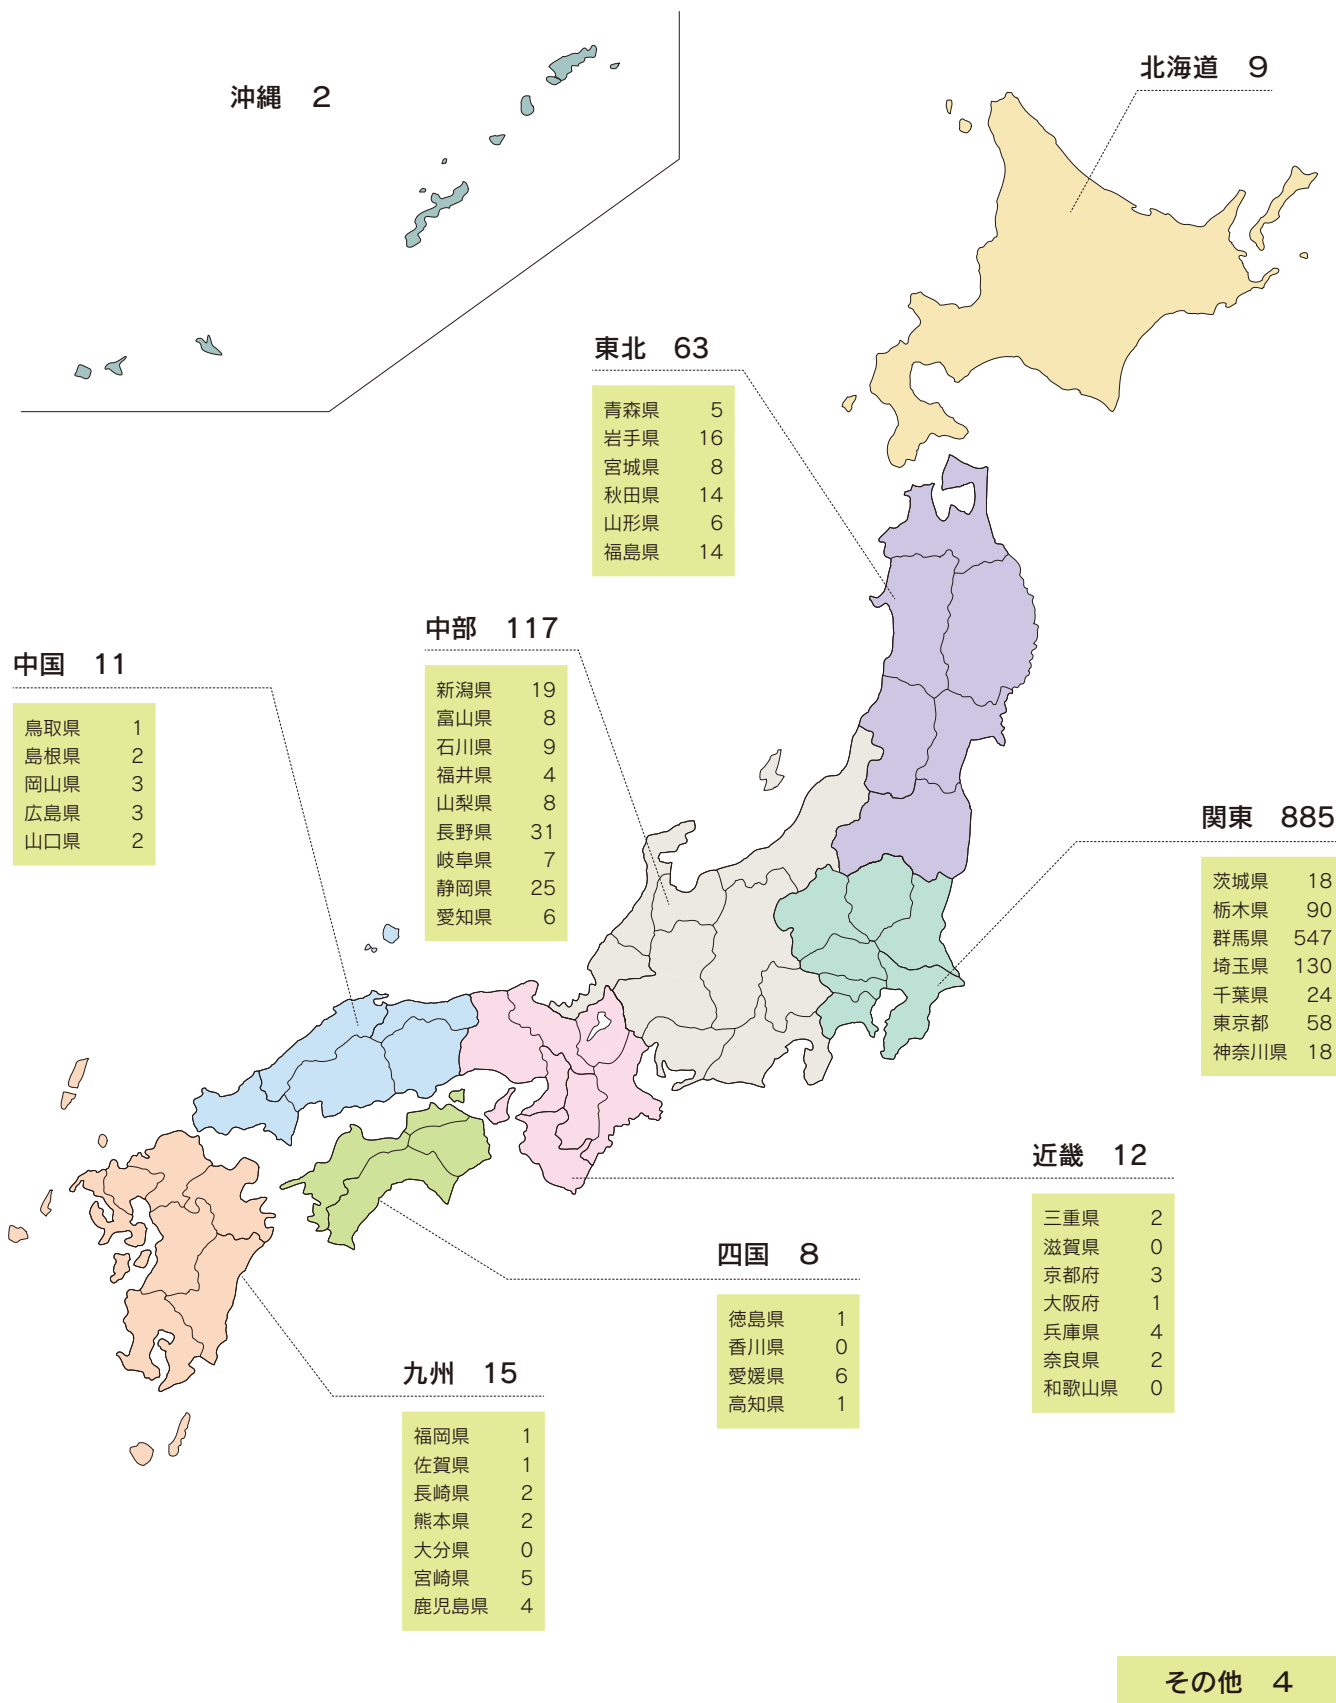 沖縄 2
北海道 9
東北 63
青森県 5
岩手県 16
宮城県 8
秋田県 14
山形県 6
福島県 14
中部 117
新潟県 19
富山県 8
石川県 9
福井県 4
山梨県 8
長野県 31
岐阜県 7
静岡県 25
愛知県 6
中国 11
鳥取県 1
島根県 2
岡山県 3
広島県 3
山口県 2
関東 885
茨城県 18
栃木県 90
群馬県 547
埼玉県 130
千葉県 24
東京都 58
神奈川県 18
近畿 12
三重県 2
滋賀県 0
京都府 3
大阪府 1
兵庫県 4
奈良県 2
和歌山県 0
四国 8
徳島県 1
香川県 0
愛媛県 6
高知県 1
九州 15
福岡県 1
佐賀県 1
長崎県 2
熊本県 2
大分県 0
宮崎県 5
鹿児島県 4
その他 4